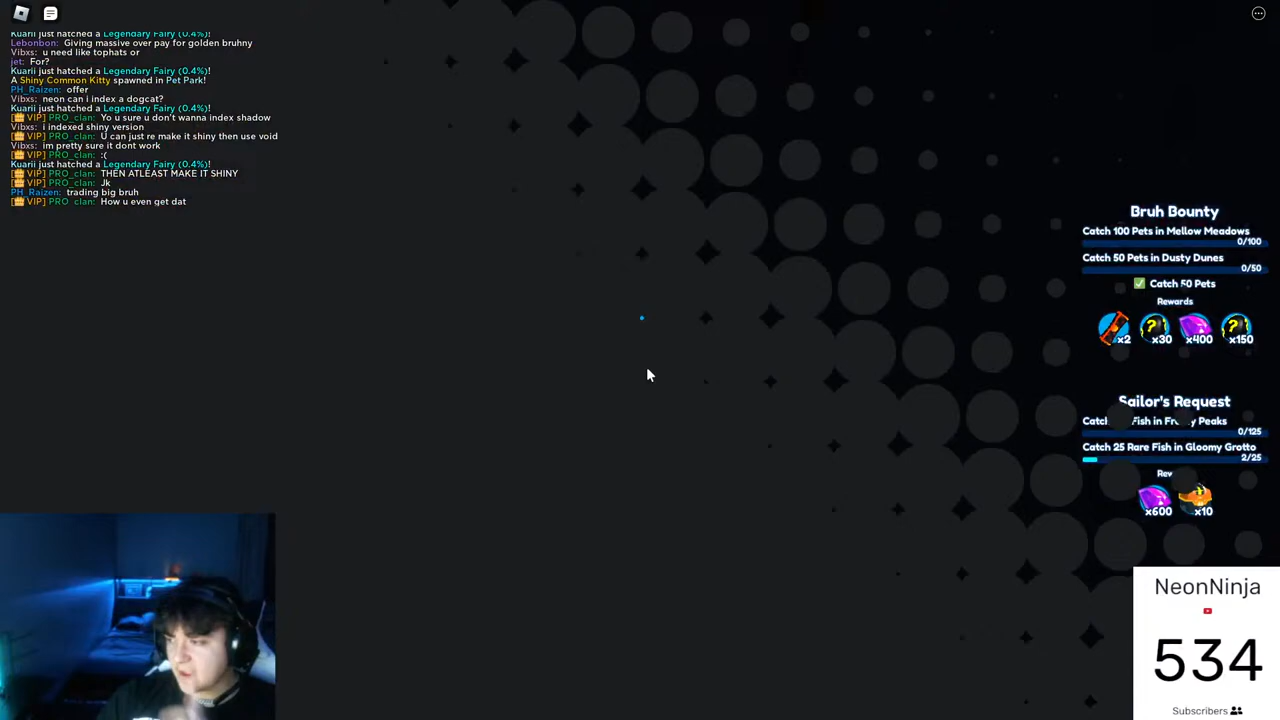 Kuarii just hatched a Legendary Fairy (0.4%)!
Lebonbon: Giving massive over pay for golden bruhny
Vibxs: u need like tophats or
jet: For?
Kuarii just hatched a Legendary Fairy (0.4%)!
A Shiny Common Kitty spawned in Pet Park!
PH_Raizen: offer
Vibxs: neon can i index a dogcat?
Kuarii just hatched a Legendary Fairy (0.4%)!
[VIP] PRO_clan: Yo u sure u don't wanna index shadow
Vibxs: i indexed shiny version
[VIP] PRO_clan: U can just re make it shiny then use void
Vibxs: im pretty sure it dont work
[VIP] PRO_clan: :(
Kuarii just hatched a Legendary Fairy (0.4%)!
[VIP] PRO_clan: THEN ATLEAST MAKE IT SHINY
[VIP] PRO_clan: Jk
PH_Raizen: trading big bruh
[VIP] PRO_clan: How u even get dat
Bruh Bounty
Catch 100 Pets in Mellow Meadows
0/100
Catch 50 Pets in Dusty Dunes
0/50
Catch 50 Pets
Rewards
x2 x30 x400 x150
Sailor's Request
Fish in Peaks
0/125
Catch 25 Rare Fish in Gloomy Grotto
2/25
x600 x10
NeonNinja
534
Subscribers